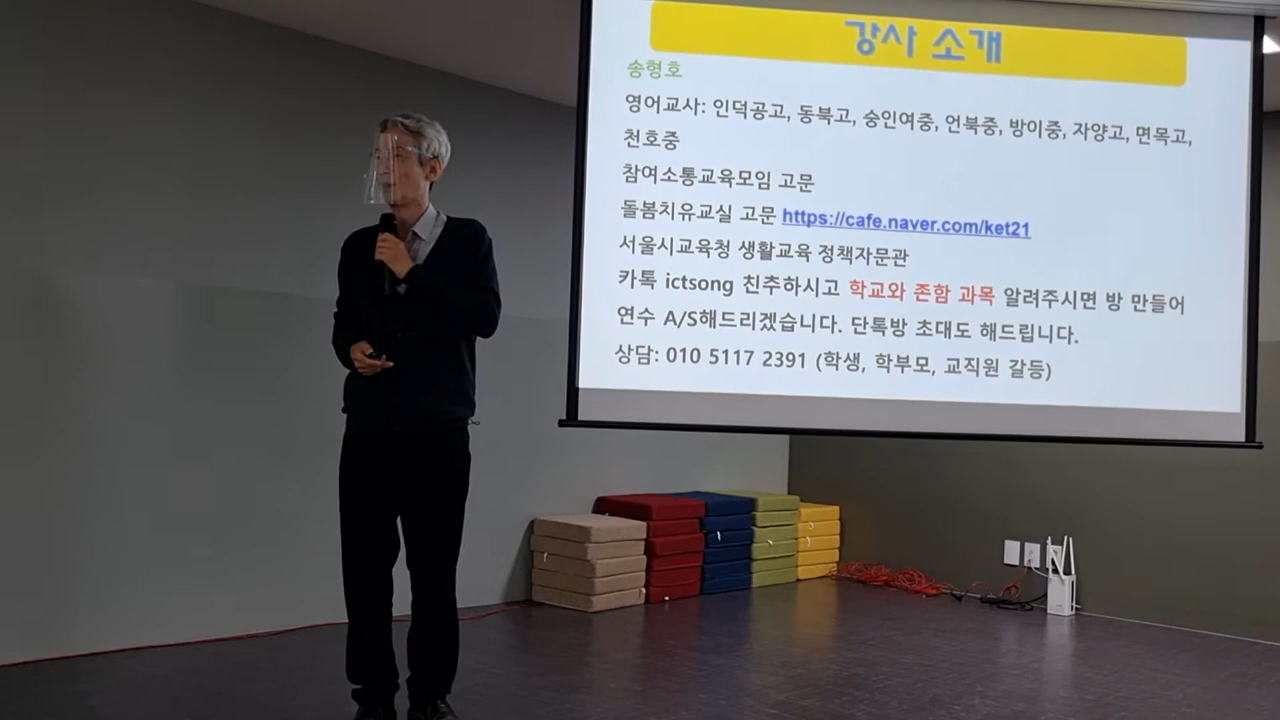 강사 소개
송형호
영어교사: 인덕공고, 동북고, 숭인여중, 언북중, 방이중, 자양고, 면목고,
천호중
참여소통교육모임 고문
돌봄치유교실 고문 https://cafe.naver.com/ket21
서울시교육청 생활교육 정책자문관
카톡 ictsong 친추하시고 학교와 존함 과목 알려주시면 방 만들어
연수 A/S해드리겠습니다. 단톡방 초대도 해드립니다.
상담: 010 5117 2391 (학생, 학부모, 교직원 갈등)